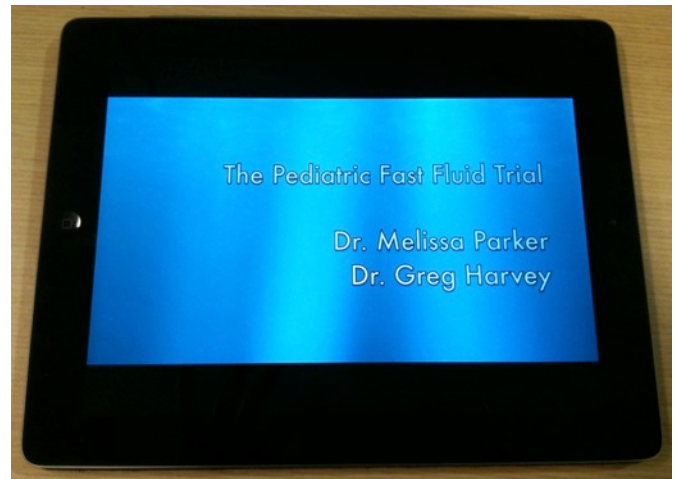 The Pediatric Fast Fluid Trial
Dr. Melissa Parker
Dr. Greg Harvey